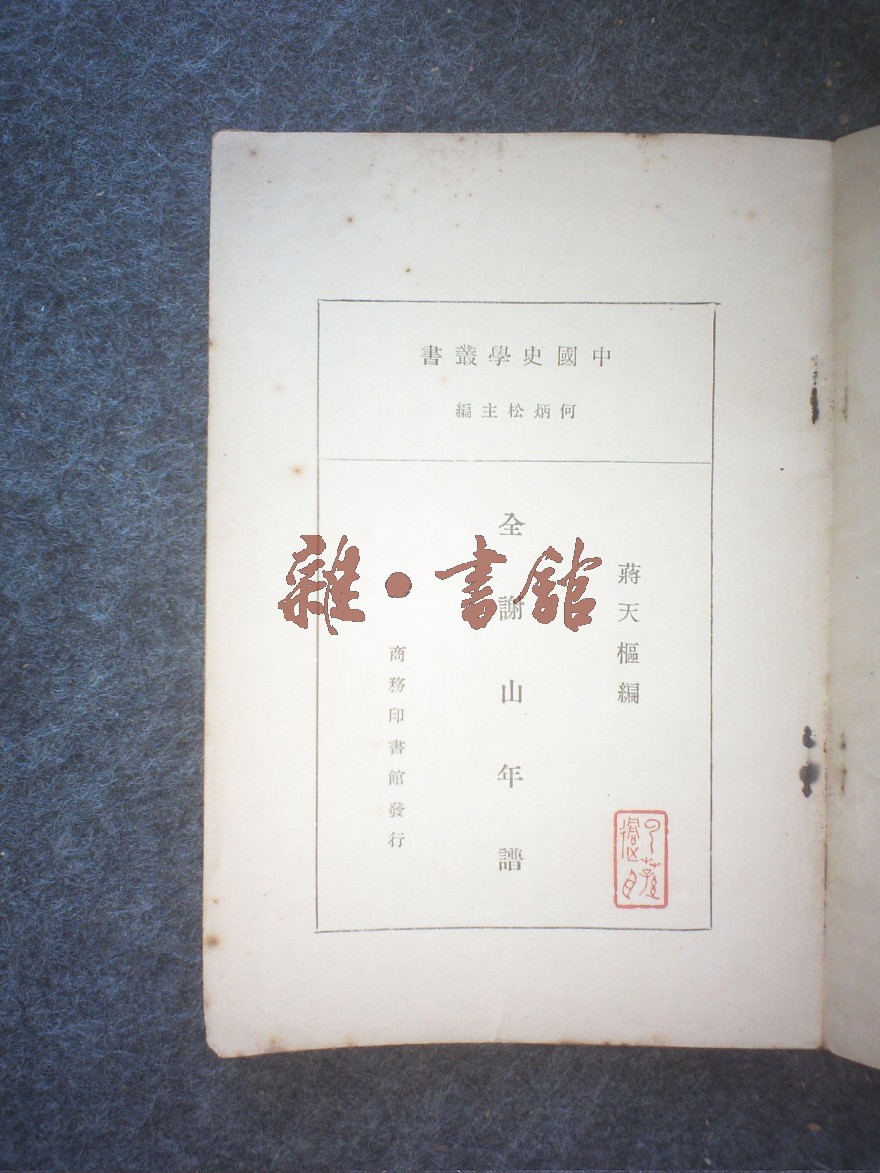 中國史學叢書
何炳松主編
蔣天樞編
全謝山年譜
商務印書館發行
雜·書館